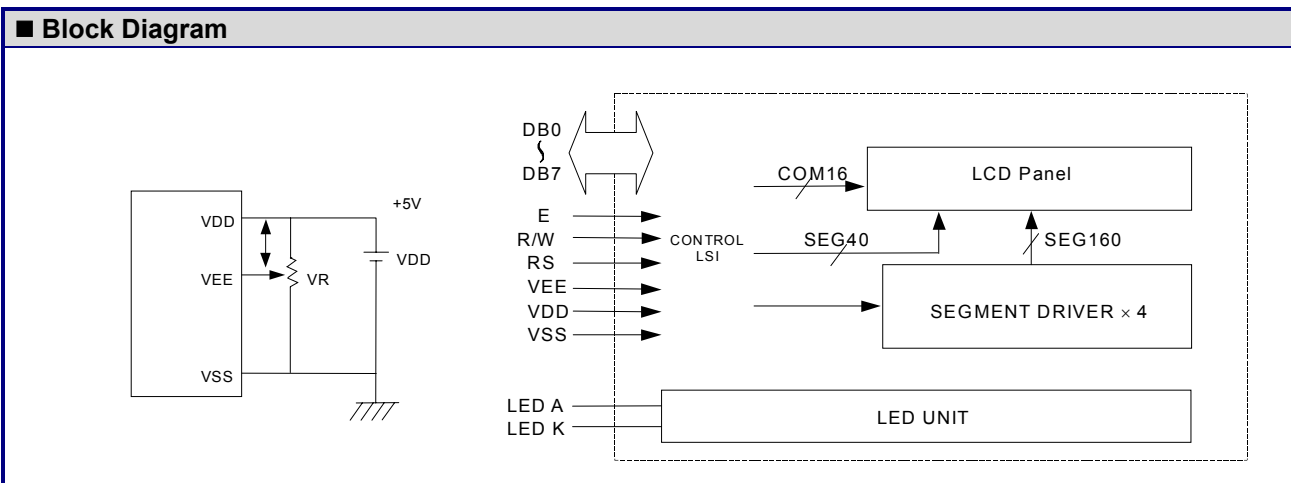 ■ Block Diagram
VDD
VEE
VSS
VR
+5V
VDD
DB0
DB7
E
R/W
RS
VEE
VDD
VSS
LED A
LED K
CONTROL
LSI
COM16
SEG40
LCD Panel
SEG160
SEGMENT DRIVER × 4
LED UNIT